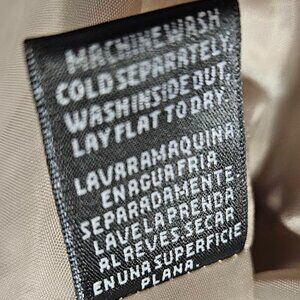 MACHINE WASH
COLD SEPARATELY,
WASH INSIDE OUT,
LAY FLAT TO DRY.
LAVAR A MAQUINA
EN AGUA FRIA
SEPARADAMENTE
LAVE LA PRENDA
AL REVES SECAR
EN UNA SUPERFICIE
PLANA.